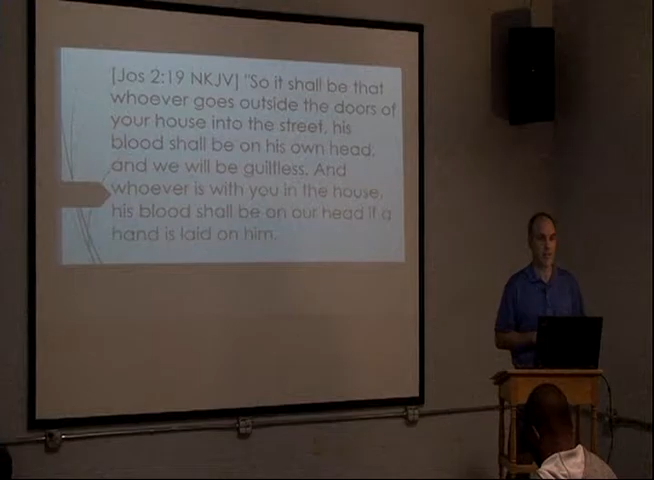 [Jos 2:19 NKJV] "So it shall be that
whoever goes outside the doors of
your house into the street, his
blood shall be on his own head,
and we will be guiltless. And
whoever is with you in the house,
his blood shall be on our head if a
hand is laid on him.